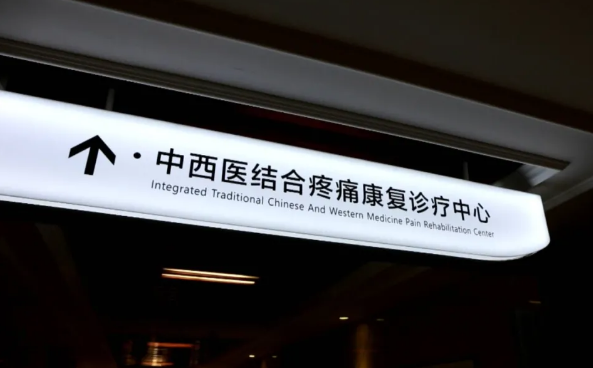 ↑ · 中西医结合疼痛康复诊疗中心
Integrated Traditional Chinese And Western Medicine Pain Rehabilitation Center